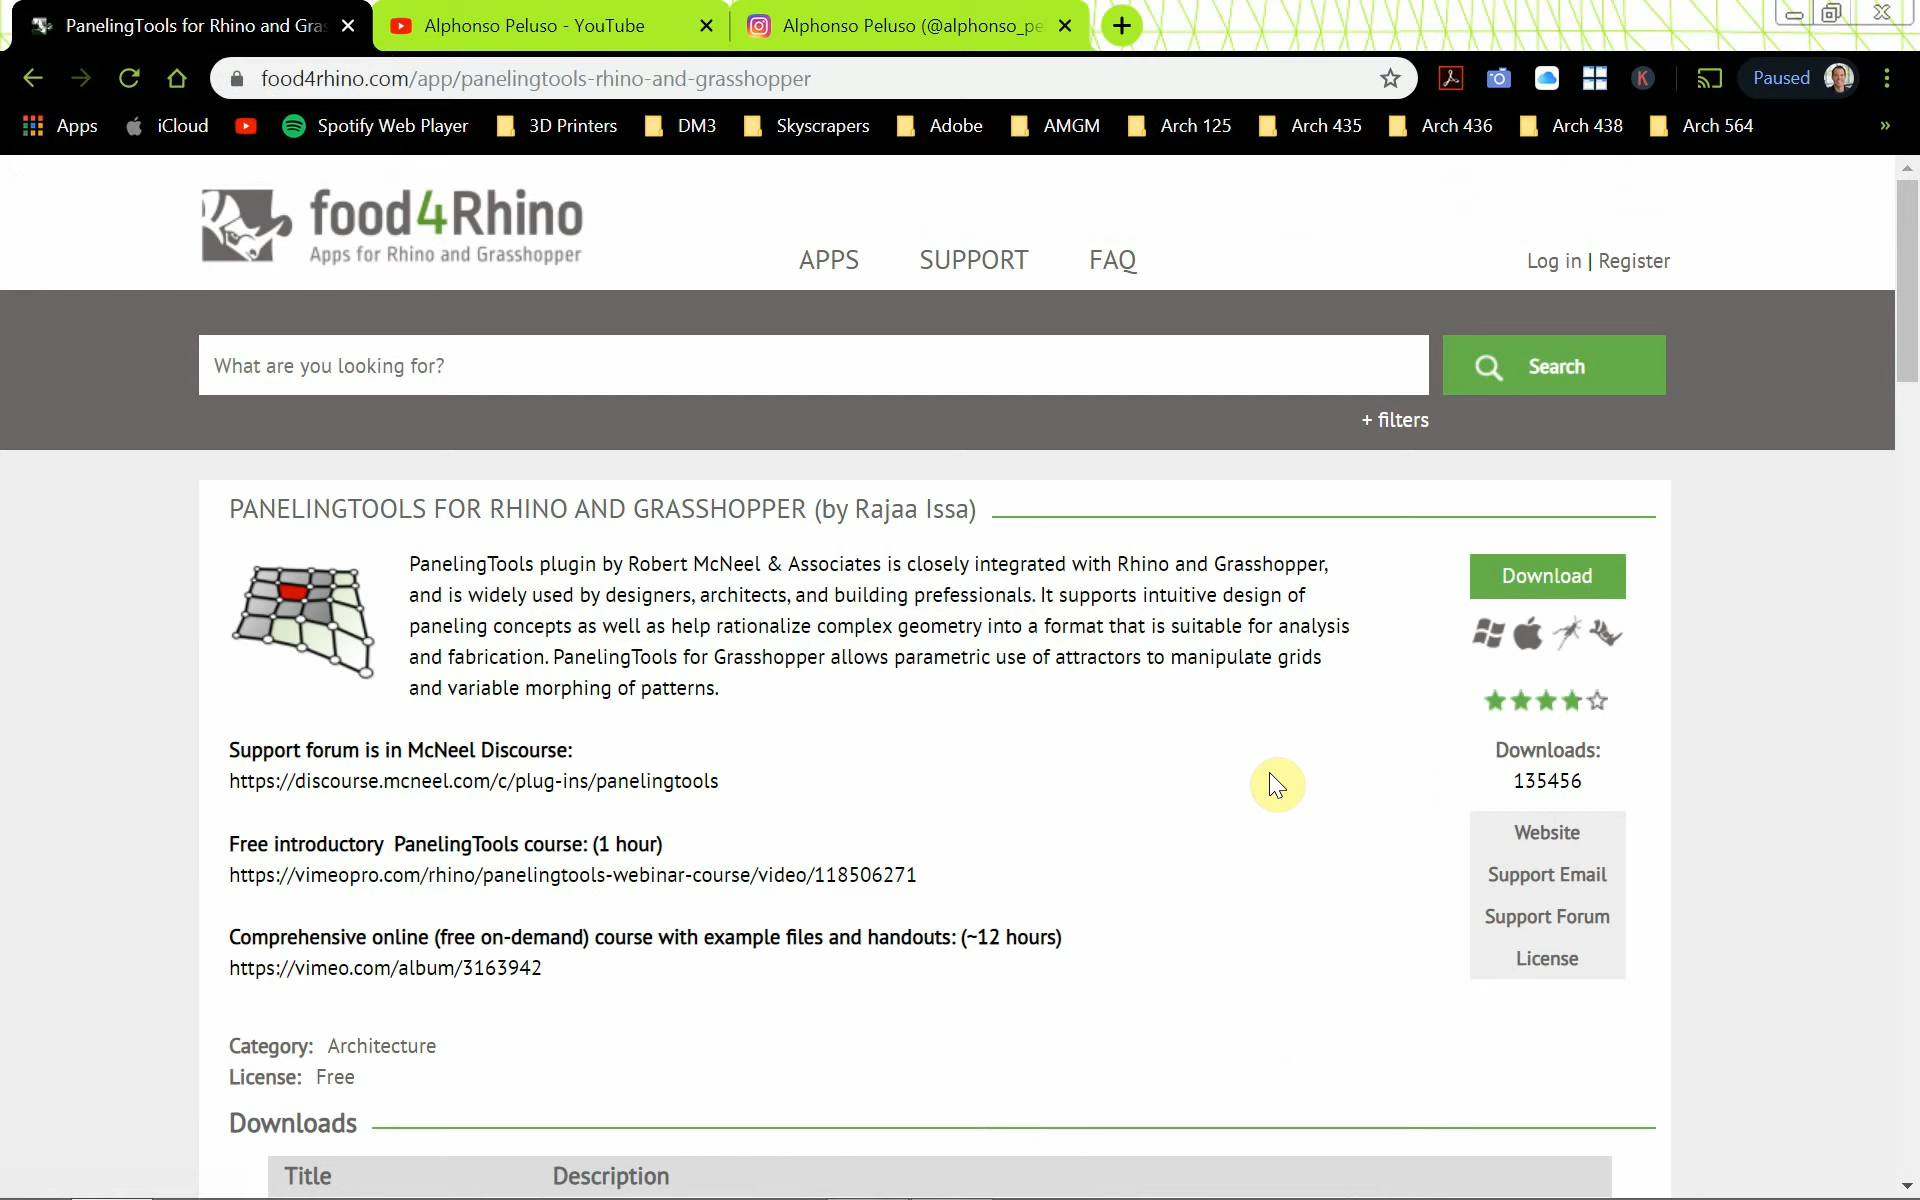 PanelingTools for Rhino and Gras
Alphonso Peluso - YouTube
Alphonso Peluso (@alphonso_pe
food4rhino.com/app/panelingtools-rhino-and-grasshopper
K
Paused
Apps
iCloud
Spotify Web Player
3D Printers
DM3
Skyscrapers
Adobe
AMGM
Arch 125
Arch 435
Arch 436
Arch 438
Arch 564
»
food4Rhino
Apps for Rhino and Grasshopper
APPS
SUPPORT
FAQ
Log in | Register
What are you looking for?
Search
+ filters
PANELINGTOOLS FOR RHINO AND GRASSHOPPER (by Rajaa Issa)
PanelingTools plugin by Robert McNeel & Associates is closely integrated with Rhino and Grasshopper,
and is widely used by designers, architects, and building prefessionals. It supports intuitive design of
paneling concepts as well as help rationalize complex geometry into a format that is suitable for analysis
and fabrication. PanelingTools for Grasshopper allows parametric use of attractors to manipulate grids
and variable morphing of patterns.
Support forum is in McNeel Discourse:
https://discourse.mcneel.com/c/plug-ins/panelingtools
Free introductory  PanelingTools course: (1 hour)
https://vimeopro.com/rhino/panelingtools-webinar-course/video/118506271
Comprehensive online (free on-demand) course with example files and handouts: (~12 hours)
https://vimeo.com/album/3163942
Download
Downloads:
135456
Website
Support Email
Support Forum
License
Category: Architecture
License: Free
Downloads
Title
Description